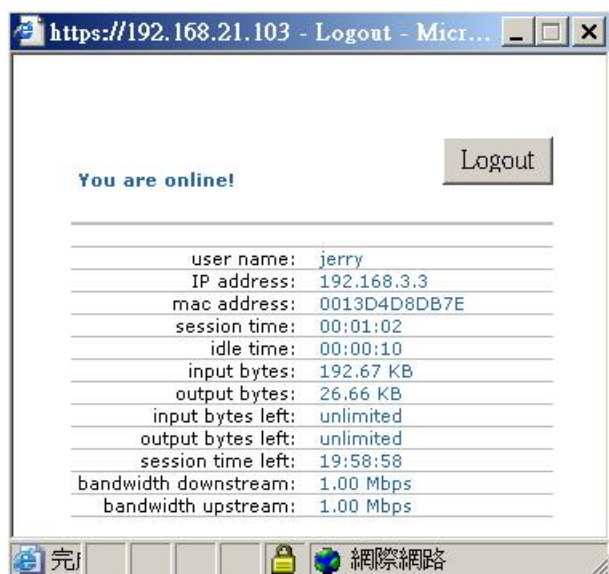 https://192.168.21.103 - Logout - Micr...
Logout
You are online!
user name: jerry
IP address: 192.168.3.3
mac address: 0013D4D8DB7E
session time: 00:01:02
idle time: 00:00:10
input bytes: 192.67 KB
output bytes: 26.66 KB
input bytes left: unlimited
output bytes left: unlimited
session time left: 19:58:58
bandwidth downstream: 1.00 Mbps
bandwidth upstream: 1.00 Mbps
完 網際網路